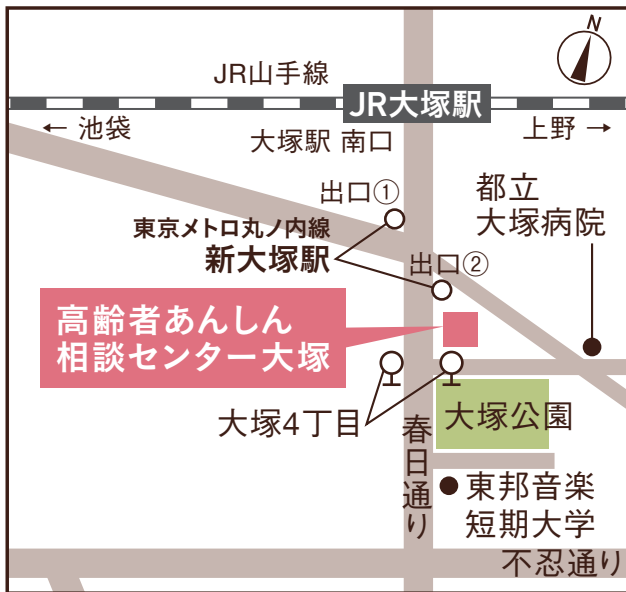 N
JR山手線
JR大塚駅
← 池袋
上野 →
大塚駅 南口
出口①
都立
大塚病院
東京メトロ丸ノ内線
新大塚駅
出口②
高齢者あんしん
相談センター大塚
大塚4丁目
大塚公園
春日通り
東邦音楽
短期大学
不忍通り